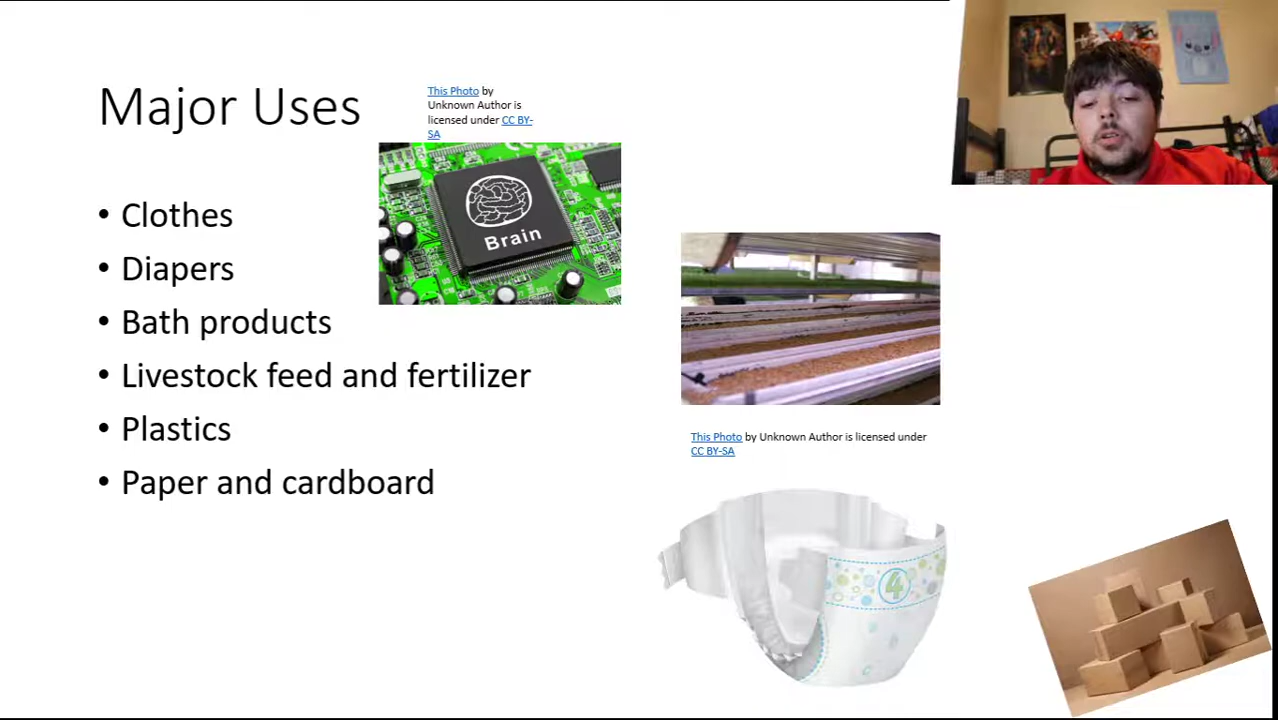 Major Uses
This Photo by
Unknown Author is
licensed under CC BY-
SA
Brain
• Clothes
• Diapers
• Bath products
• Livestock feed and fertilizer
• Plastics
• Paper and cardboard
This Photo by Unknown Author is licensed under
CC BY-SA
4